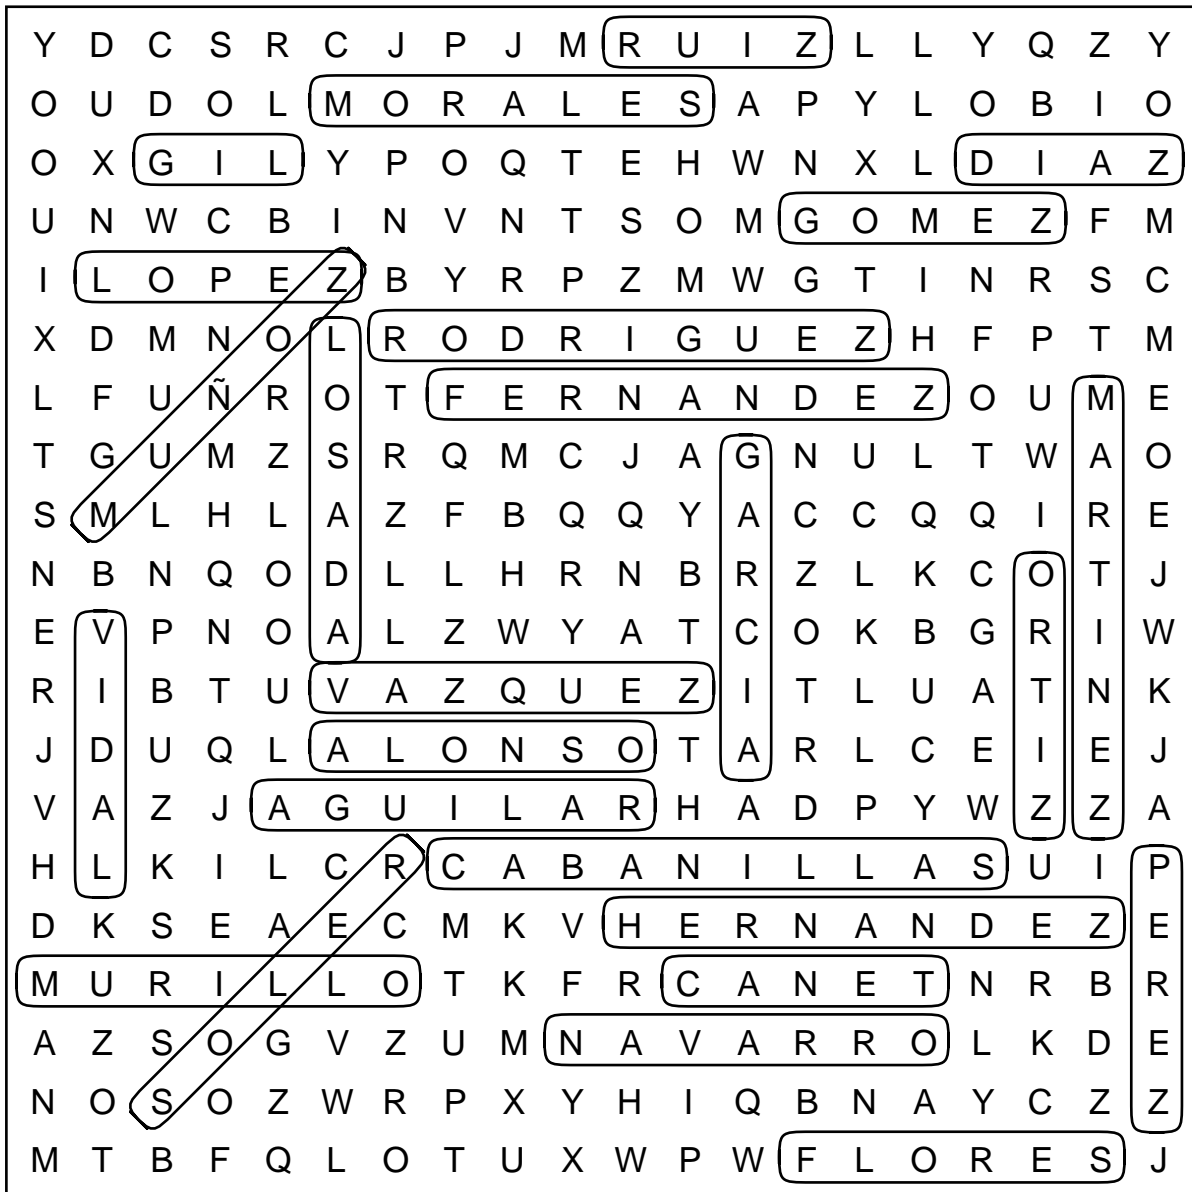 Y D C S R C J P J M R U I Z L L Y Q Z Y
O U D O L M O R A L E S A P Y L O B I O
O X G I L Y P O Q T E H W N X L D I A Z
U N W C B I N V N T S O M G O M E Z F M
I L O P E Z B Y R P Z M W G T I N R S C
X D M N O L R O D R I G U E Z H F P T M
L F U Ñ R O T F E R N A N D E Z O U M E
T G U M Z S R Q M C J A G N U L T W A O
S M L H L A Z F B Q Q Y A C C Q Q I R E
N B N Q O D L L H R N B R Z L K C O T J
E V P N O A L Z W Y A T C O K B G R I W
R I B T U V A Z Q U E Z I T L U A T N K
J D U Q L A L O N S O T A R L C E I E J
V A Z J A G U I L A R H A D P Y W Z Z A
H L K I L C R C A B A N I L L A S U I P
D K S E A E C M K V H E R N A N D E Z E
M U R I L L O T K F R C A N E T N R B R
A Z S O G V Z U M N A V A R R O L K D E
N O S O Z W R P X Y H I Q B N A Y C Z Z
M T B F Q L O T U X W P W F L O R E S J